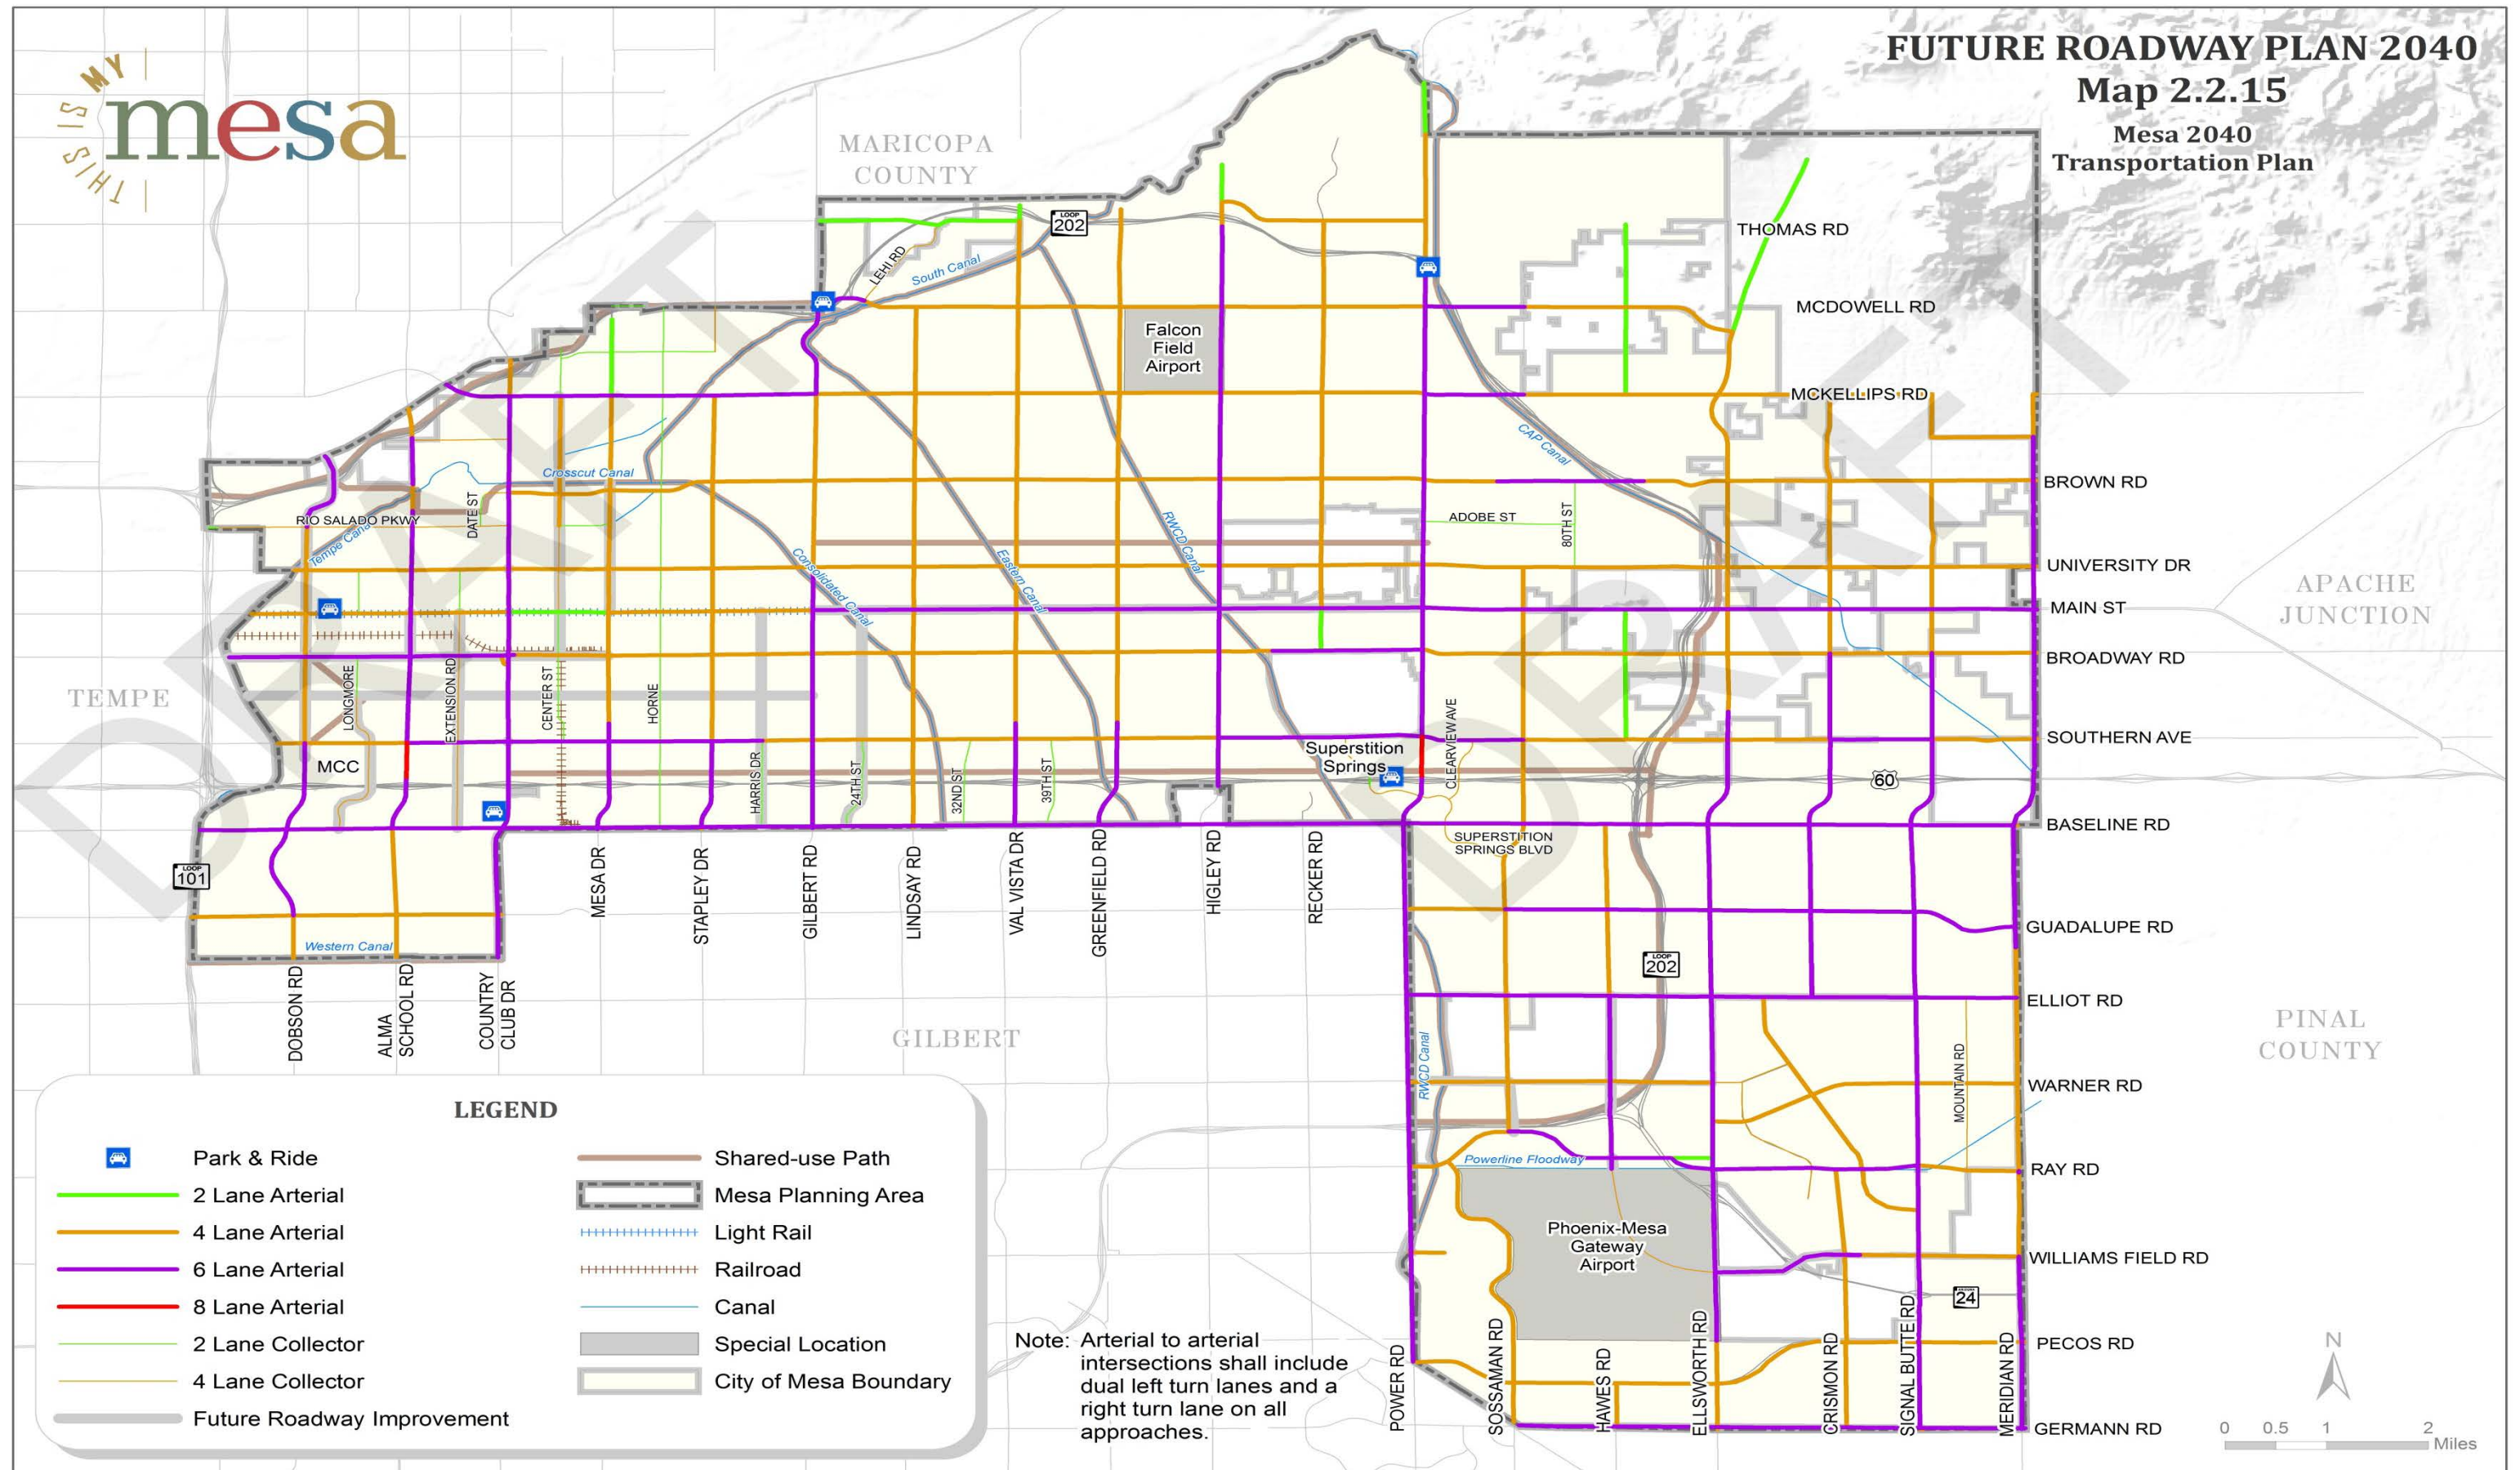 FUTURE ROADWAY PLAN 2040
Map 2.2.15
Mesa 2040
Transportation Plan
THIS IS MY
mesa
DRAFT
DRAFT
MARICOPA
COUNTY
TEMPE
GILBERT
APACHE
JUNCTION
PINAL
COUNTY
LOOP
202
LOOP
101
LOOP
202
60
24
THOMAS RD
MCDOWELL RD
MCKELLIPS RD
BROWN RD
UNIVERSITY DR
MAIN ST
BROADWAY RD
SOUTHERN AVE
BASELINE RD
GUADALUPE RD
ELLIOT RD
WARNER RD
RAY RD
WILLIAMS FIELD RD
PECOS RD
GERMANN RD
LEHI RD
South Canal
Falcon
Field
Airport
CAP Canal
Crosscut Canal
RIO SALADO PKWY
Tempe Canal
DATE ST
ADOBE ST
80TH ST
RWCD Canal
Eastern Canal
Consolidated Canal
LONGMORE
EXTENSION RD
CENTER ST
HORNE
MCC
HARRIS DR
24TH ST
32ND ST
39TH ST
Superstition
Springs
CLEARVIEW AVE
SUPERSTITION
SPRINGS BLVD
Western Canal
DOBSON RD
ALMA
SCHOOL RD
COUNTRY
CLUB DR
MESA DR
STAPLEY DR
GILBERT RD
LINDSAY RD
VAL VISTA DR
GREENFIELD RD
HIGLEY RD
RECKER RD
RWCD Canal
MOUNTAIN RD
Powerline Floodway
Phoenix-Mesa
Gateway
Airport
POWER RD
SOSSAMAN RD
HAWES RD
ELLSWORTH RD
CRISMON RD
SIGNAL BUTTE RD
MERIDIAN RD
LEGEND
Park & Ride
2 Lane Arterial
4 Lane Arterial
6 Lane Arterial
8 Lane Arterial
2 Lane Collector
4 Lane Collector
Future Roadway Improvement
Shared-use Path
Mesa Planning Area
Light Rail
Railroad
Canal
Special Location
City of Mesa Boundary
Note: Arterial to arterial
intersections shall include
dual left turn lanes and a
right turn lane on all
approaches.
N
0 0.5 1 2
Miles